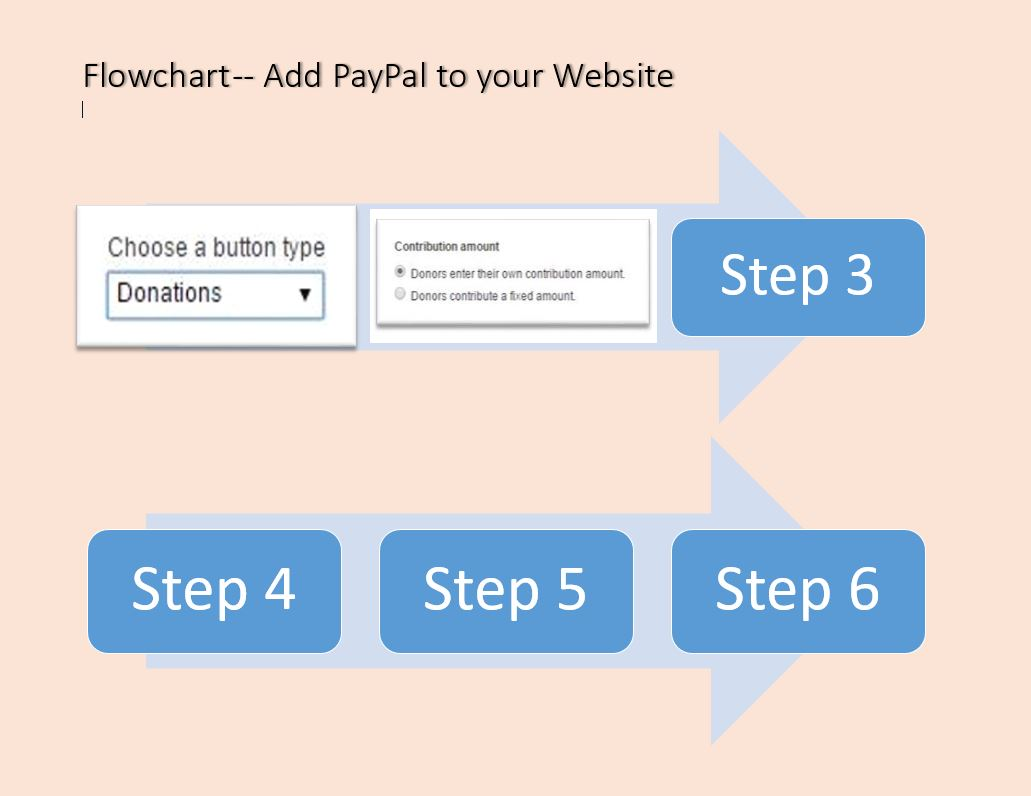 Flowchart-- Add PayPal to your Website
Choose a button type
Donations
Contribution amount
Donors enter their own contribution amount.
Donors contribute a fixed amount.
Step 3
Step 4
Step 5
Step 6